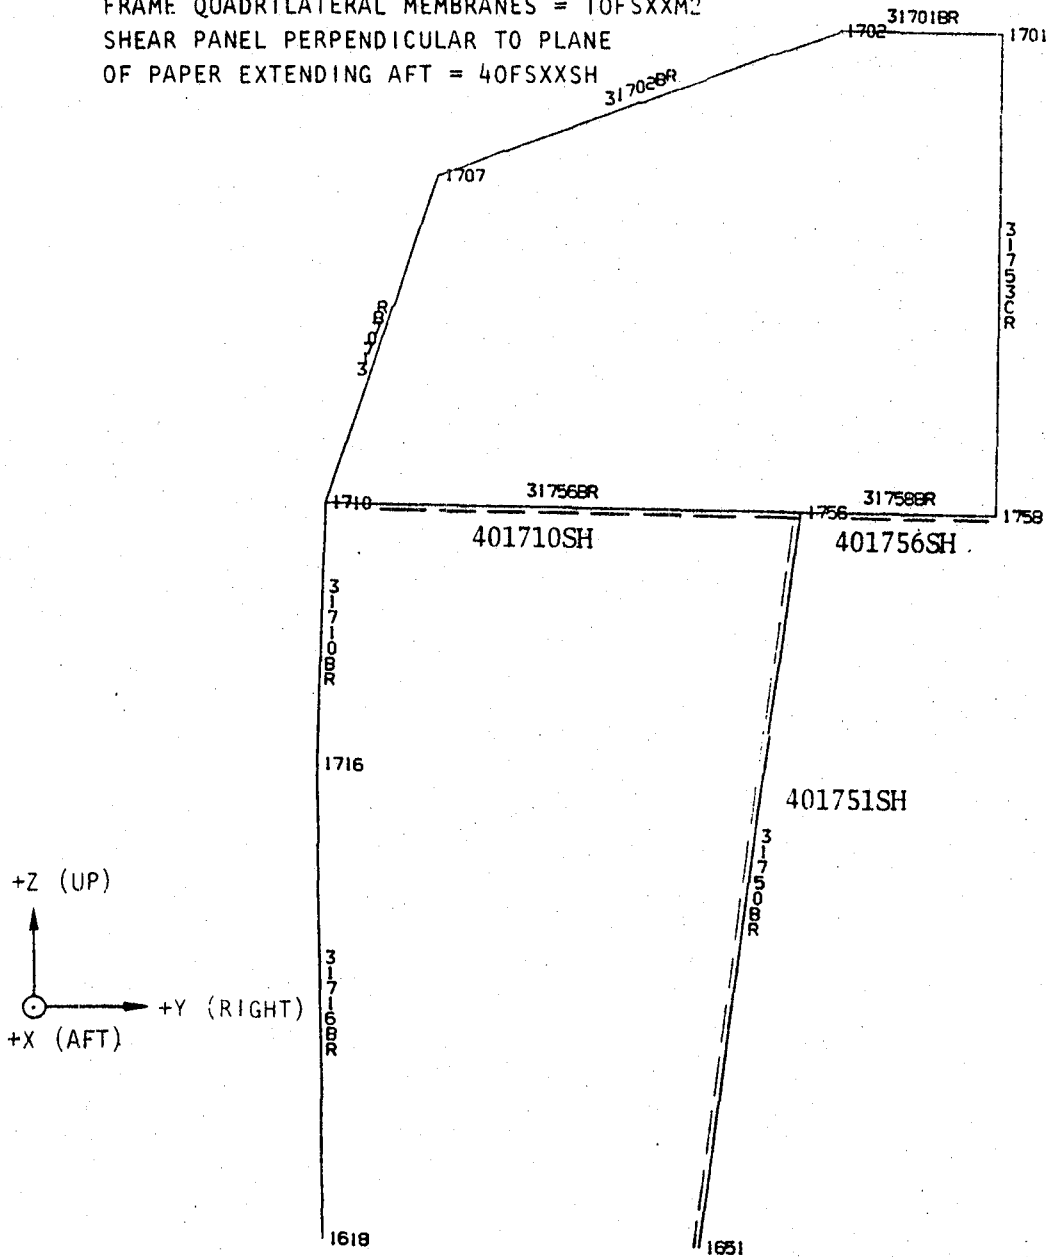 FRAME QUADRILATERAL MEMBRANES = 10FSXXM2
SHEAR PANEL PERPENDICULAR TO PLANE
OF PAPER EXTENDING AFT = 40FSXXSH
31701BR
1702
1701
31702BR
1707
31753CR
31703BR
1710
31756BR
1756
31758BR
1758
401710SH
401756SH
31710BR
1716
401751SH
31750BR
+Z (UP)
+Y (RIGHT)
+X (AFT)
31716BR
1618
1651